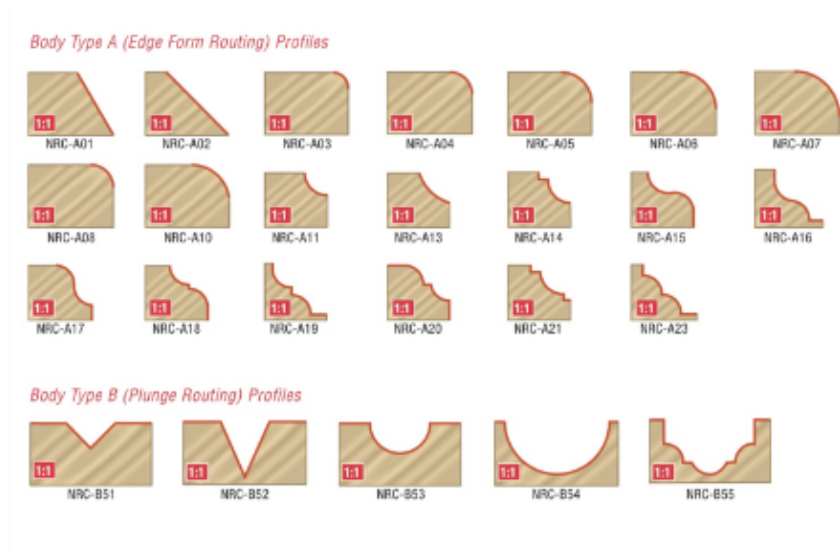 Body Type A (Edge Form Routing) Profiles
1:1 1:1 1:1 1:1 1:1 1:1 1:1
NRC-A01 NRC-A02 NRC-A03 NRC-A04 NRC-A05 NRC-A06 NRC-A07
1:1 1:1 1:1 1:1 1:1 1:1 1:1
NRC-A08 NRC-A10 NRC-A11 NRC-A13 NRC-A14 NRC-A15 NRC-A16
1:1 1:1 1:1 1:1 1:1 1:1
NRC-A17 NRC-A18 NRC-A19 NRC-A20 NRC-A21 NRC-A23
Body Type B (Plunge Routing) Profiles
1:1 1:1 1:1 1:1 1:1
NRC-B51 NRC-B52 NRC-B53 NRC-B54 NRC-B55